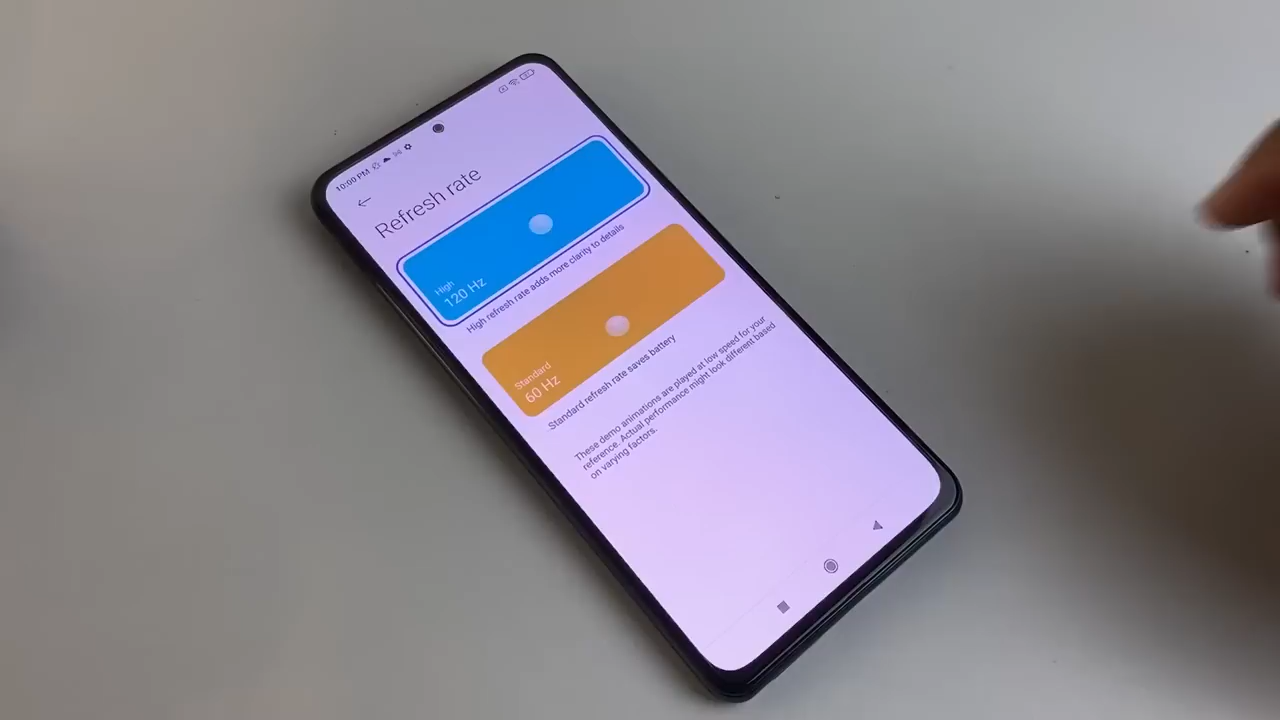 10:00 PM
Refresh rate
High
120 Hz
High refresh rate adds more clarity to details
Standard
60 Hz
Standard refresh rate saves battery
These demo animations are played at low speed for your
reference. Actual performance might look different based
on varying factors.